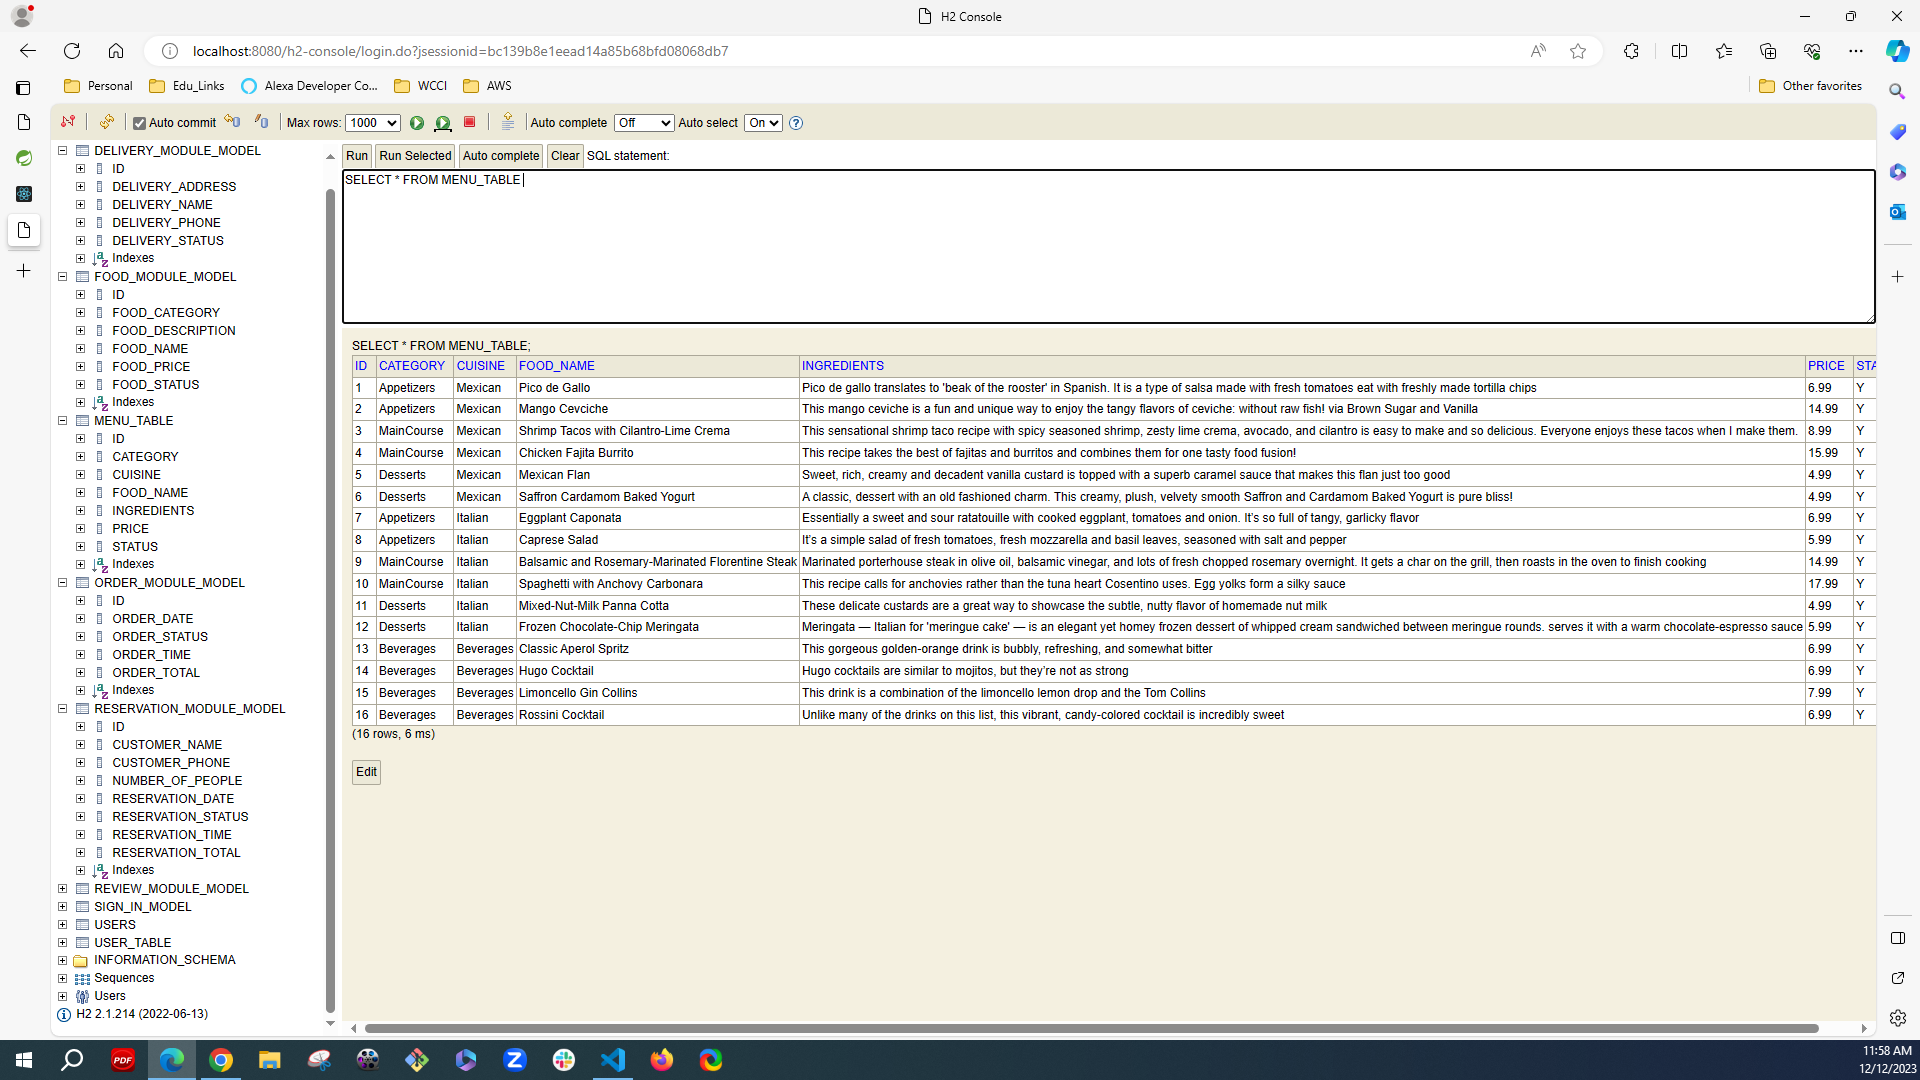 H2 Console
localhost:8080/h2-console/login.do?jsessionid=bc139b8e1eead14a85b68bfd08068db7
Personal Edu_Links Alexa Developer Co... WCCI AWS Other favorites
Auto commit Max rows: 1000 Auto complete Off Auto select On
Run Run Selected Auto complete Clear SQL statement:
SELECT * FROM MENU_TABLE
DELIVERY_MODULE_MODEL
ID
DELIVERY_ADDRESS
DELIVERY_NAME
DELIVERY_PHONE
DELIVERY_STATUS
Indexes
FOOD_MODULE_MODEL
ID
FOOD_CATEGORY
FOOD_DESCRIPTION
FOOD_NAME
FOOD_PRICE
FOOD_STATUS
Indexes
MENU_TABLE
ID
CATEGORY
CUISINE
FOOD_NAME
INGREDIENTS
PRICE
STATUS
Indexes
ORDER_MODULE_MODEL
ID
ORDER_DATE
ORDER_STATUS
ORDER_TIME
ORDER_TOTAL
Indexes
RESERVATION_MODULE_MODEL
ID
CUSTOMER_NAME
CUSTOMER_PHONE
NUMBER_OF_PEOPLE
RESERVATION_DATE
RESERVATION_STATUS
RESERVATION_TIME
RESERVATION_TOTAL
Indexes
REVIEW_MODULE_MODEL
SIGN_IN_MODEL
USERS
USER_TABLE
INFORMATION_SCHEMA
Sequences
Users
H2 2.1.214 (2022-06-13)
SELECT * FROM MENU_TABLE;
ID CATEGORY CUISINE FOOD_NAME INGREDIENTS PRICE STA
1 Appetizers Mexican Pico de Gallo Pico de gallo translates to 'beak of the rooster' in Spanish. It is a type of salsa made with fresh tomatoes eat with freshly made tortilla chips 6.99 Y
2 Appetizers Mexican Mango Cevciche This mango ceviche is a fun and unique way to enjoy the tangy flavors of ceviche: without raw fish! via Brown Sugar and Vanilla 14.99 Y
3 MainCourse Mexican Shrimp Tacos with Cilantro-Lime Crema This sensational shrimp taco recipe with spicy seasoned shrimp, zesty lime crema, avocado, and cilantro is easy to make and so delicious. Everyone enjoys these tacos when I make them. 8.99 Y
4 MainCourse Mexican Chicken Fajita Burrito This recipe takes the best of fajitas and burritos and combines them for one tasty food fusion! 15.99 Y
5 Desserts Mexican Mexican Flan Sweet, rich, creamy and decadent vanilla custard is topped with a superb caramel sauce that makes this flan just too good 4.99 Y
6 Desserts Mexican Saffron Cardamom Baked Yogurt A classic, dessert with an old fashioned charm. This creamy, plush, velvety smooth Saffron and Cardamom Baked Yogurt is pure bliss! 4.99 Y
7 Appetizers Italian Eggplant Caponata Essentially a sweet and sour ratatouille with cooked eggplant, tomatoes and onion. It's so full of tangy, garlicky flavor 6.99 Y
8 Appetizers Italian Caprese Salad It's a simple salad of fresh tomatoes, fresh mozzarella and basil leaves, seasoned with salt and pepper 5.99 Y
9 MainCourse Italian Balsamic and Rosemary-Marinated Florentine Steak Marinated porterhouse steak in olive oil, balsamic vinegar, and lots of fresh chopped rosemary overnight. It gets a char on the grill, then roasts in the oven to finish cooking 14.99 Y
10 MainCourse Italian Spaghetti with Anchovy Carbonara This recipe calls for anchovies rather than the tuna heart Cosentino uses. Egg yolks form a silky sauce 17.99 Y
11 Desserts Italian Mixed-Nut-Milk Panna Cotta These delicate custards are a great way to showcase the subtle, nutty flavor of homemade nut milk 4.99 Y
12 Desserts Italian Frozen Chocolate-Chip Meringata Meringata — Italian for 'meringue cake' — is an elegant yet homey frozen dessert of whipped cream sandwiched between meringue rounds. serves it with a warm chocolate-espresso sauce 5.99 Y
13 Beverages Beverages Classic Aperol Spritz This gorgeous golden-orange drink is bubbly, refreshing, and somewhat bitter 6.99 Y
14 Beverages Beverages Hugo Cocktail Hugo cocktails are similar to mojitos, but they're not as strong 6.99 Y
15 Beverages Beverages Limoncello Gin Collins This drink is a combination of the limoncello lemon drop and the Tom Collins 7.99 Y
16 Beverages Beverages Rossini Cocktail Unlike many of the drinks on this list, this vibrant, candy-colored cocktail is incredibly sweet 6.99 Y
(16 rows, 6 ms)
Edit
PDF
11:58 AM
12/12/2023